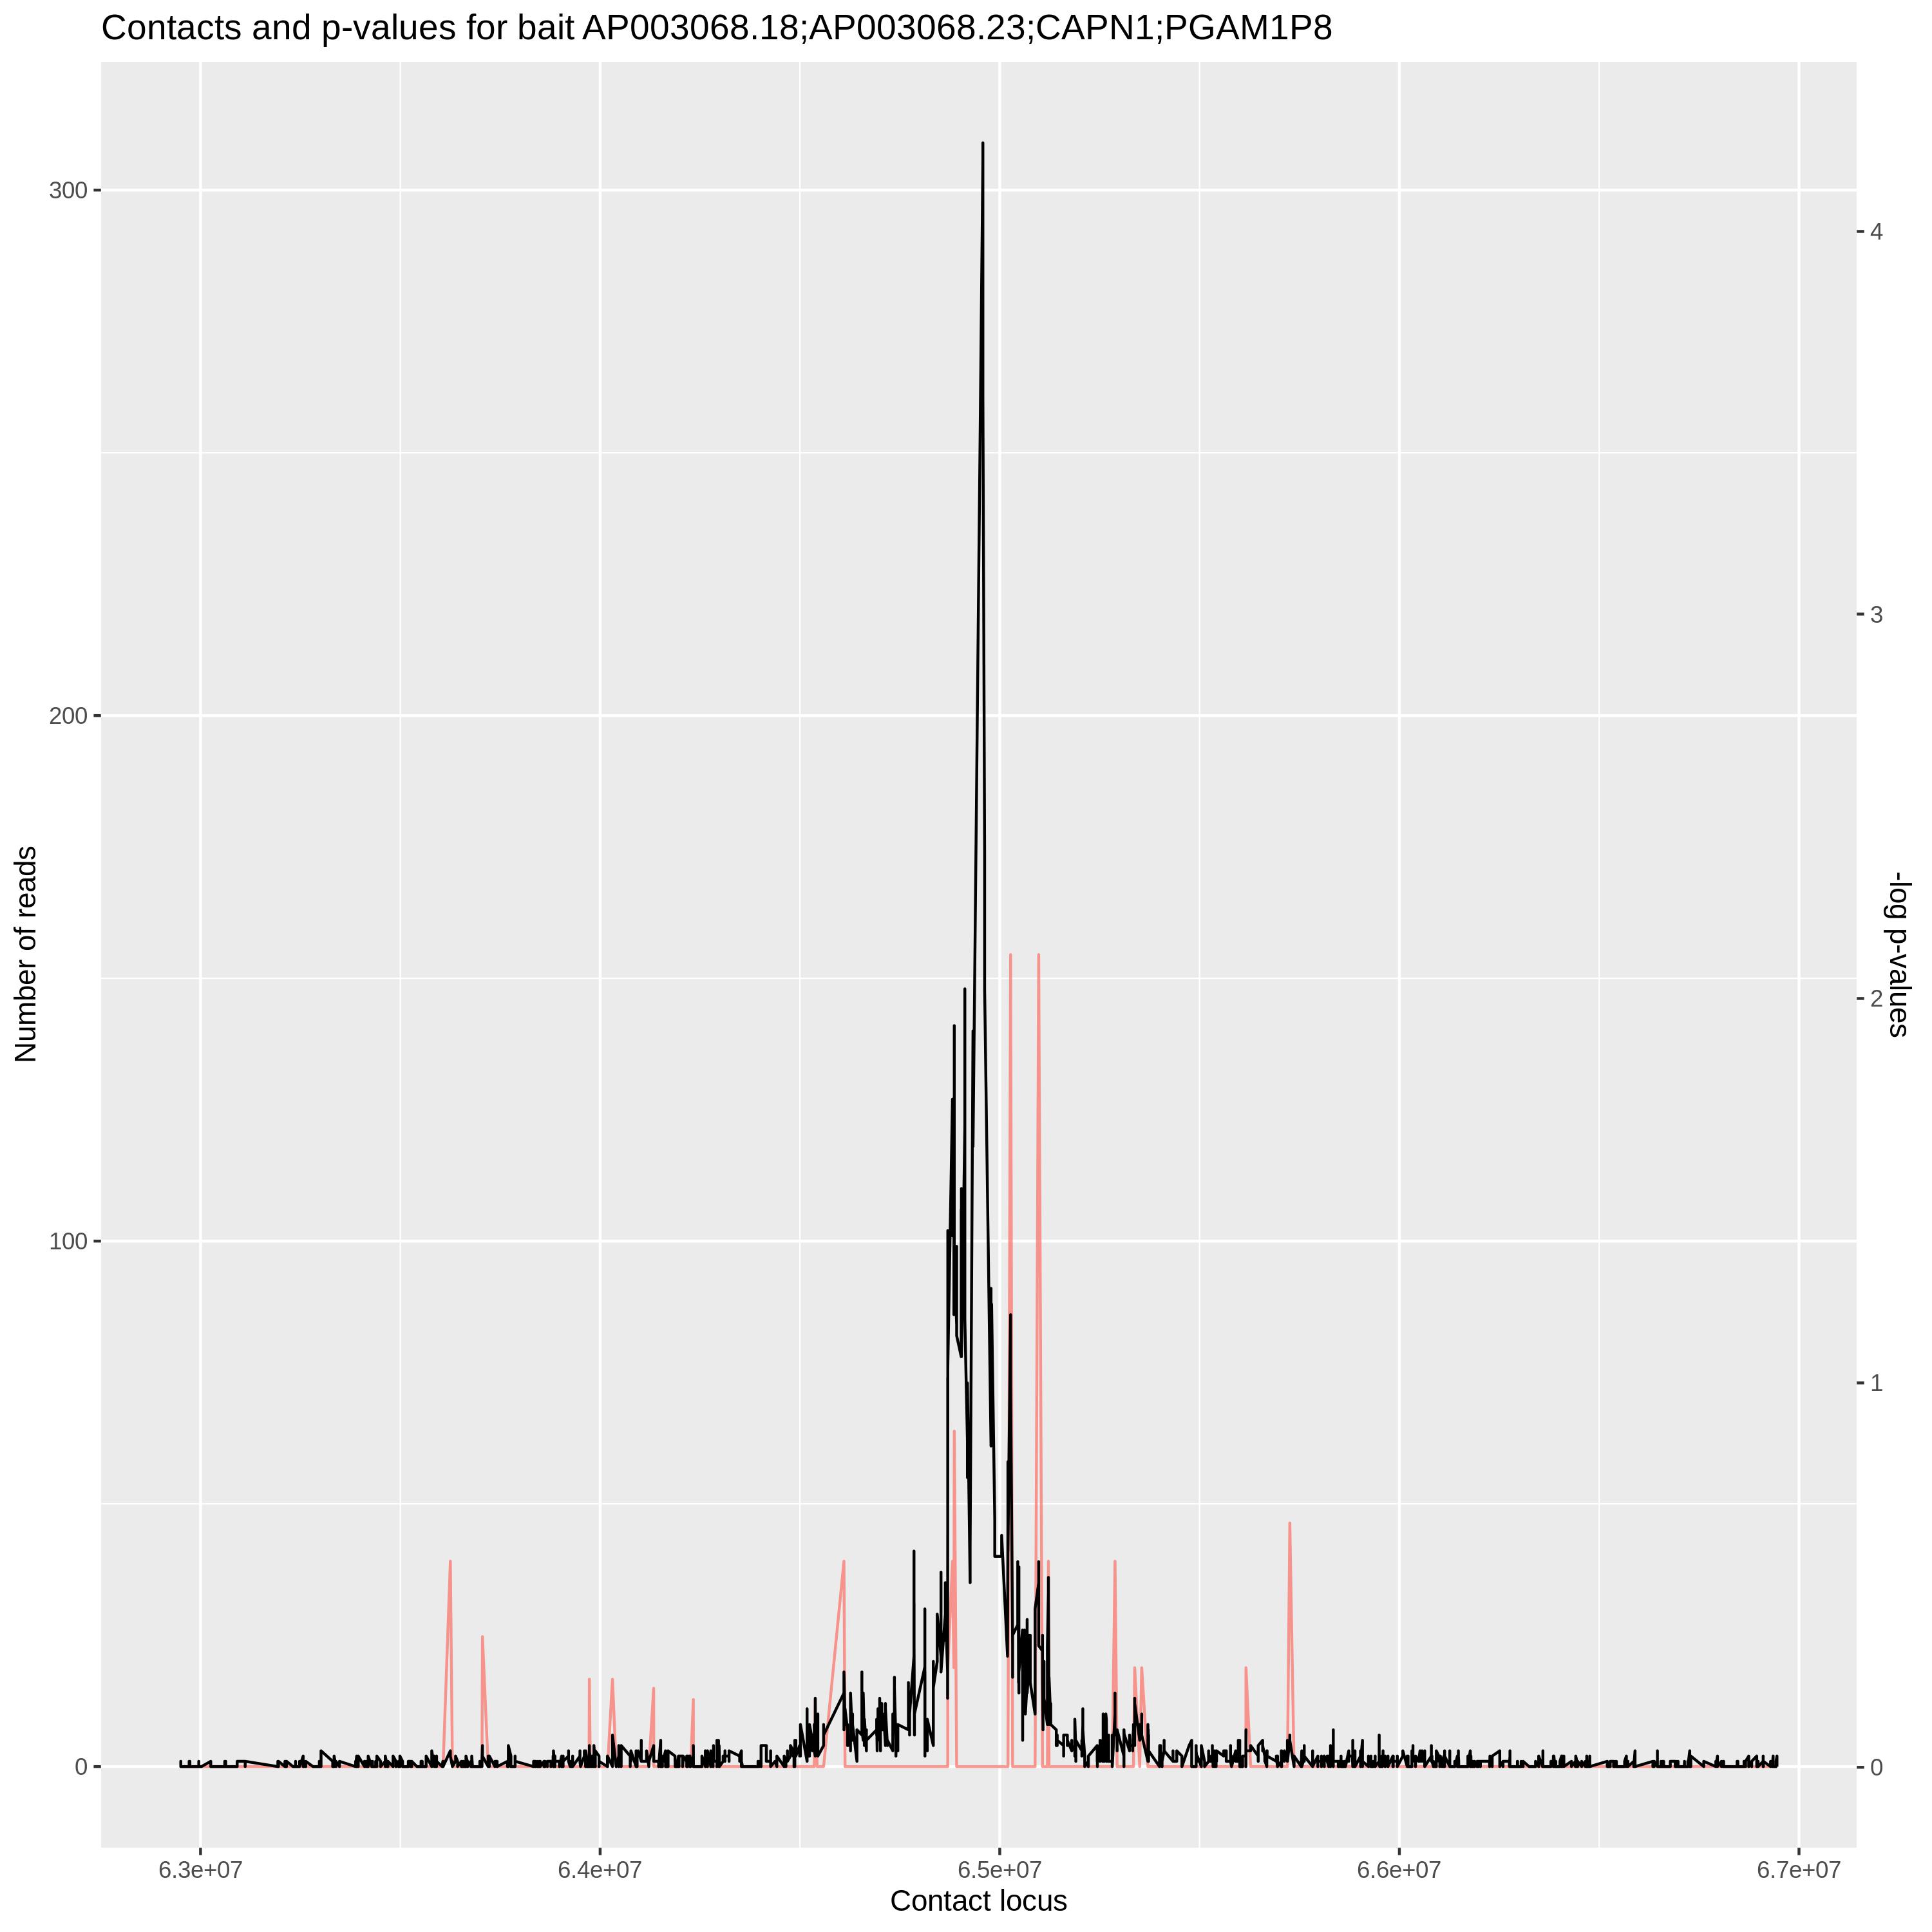 Contacts and p-values for bait AP003068.18;AP003068.23;CAPN1;PGAM1P8
300
200
100
0
Number of reads
4
3
2
1
0
-log p-values
6.3e+07
6.4e+07
6.5e+07
6.6e+07
6.7e+07
Contact locus